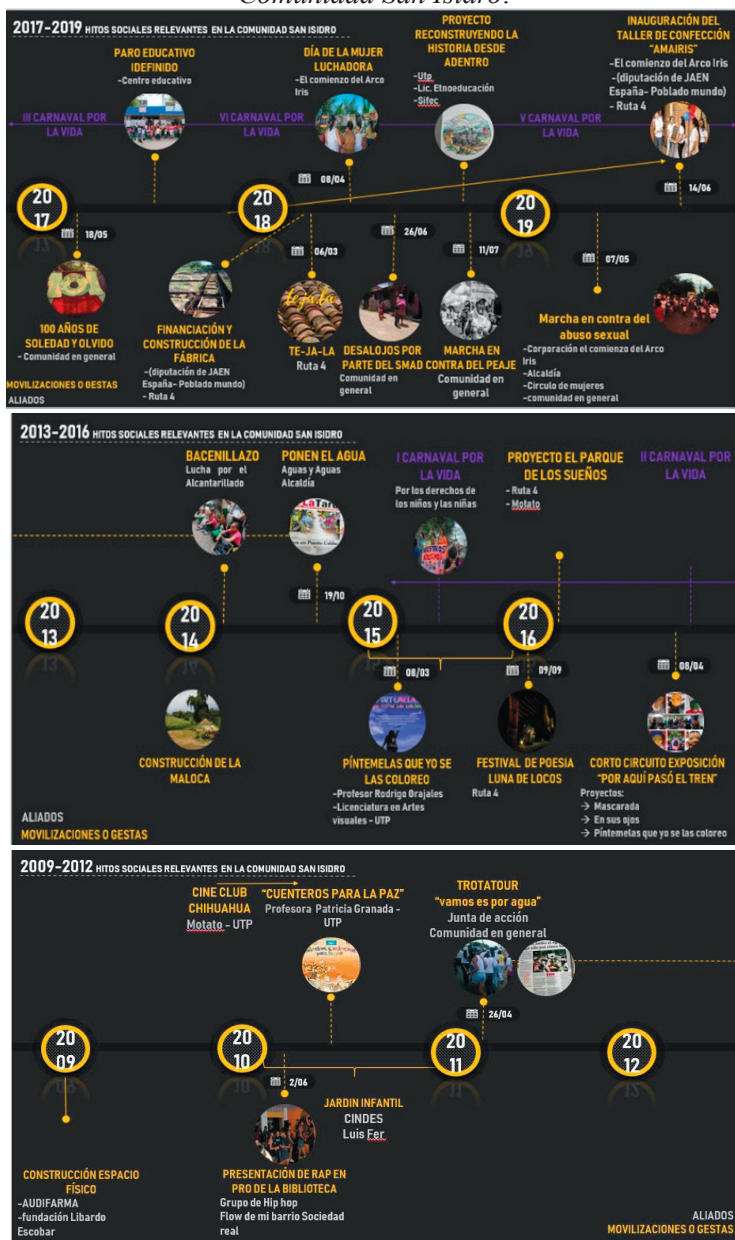 Comunidad San Isidro.
2017-2019 HITOS SOCIALES RELEVANTES EN LA COMUNIDAD SAN ISIDRO
PARO EDUCATIVO
IDEFINIDO
-Centro educativo
DÍA DE LA MUJER
LUCHADORA
-El comienzo del Arco
Iris
PROYECTO
RECONSTRUYENDO LA
HISTORIA DESDE
ADENTRO
-Utp
-Lic. Etnoeducación
-Sifec
INAUGURACIÓN DEL
TALLER DE CONFECCIÓN
"AMAIRIS"
-El comienzo del Arco Iris
-(diputación de JAEN
España- Poblado mundo)
- Ruta 4
III CARNAVAL POR
LA VIDA
VI CARNAVAL POR
LA VIDA
V CARNAVAL POR
LA VIDA
08/04
14/06
20
17
20
18
20
19
18/05
06/03
26/06
11/07
07/05
tejala
100 AÑOS DE
SOLEDAD Y OLVIDO
- Comunidad en general
FINANCIACIÓN Y
CONSTRUCCIÓN DE LA
FÁBRICA
-(diputación de JAEN
España- Poblado mundo)
- Ruta 4
TE-JA-LA
Ruta 4
DESALOJOS POR
PARTE DEL SMAD
Comunidad en
general
MARCHA EN
CONTRA DEL PEAJE
Comunidad en
general
Marcha en contra del
abuso sexual
-Corporación el comienzo del Arco
Iris
-Alcaldía
-Circulo de mujeres
-comunidad en general
MOVILIZACIONES O GESTAS
ALIADOS
2013-2016 HITOS SOCIALES RELEVANTES EN LA COMUNIDAD SAN ISIDRO
BACENILLAZO
Lucha por el
Alcantarillado
PONEN EL AGUA
Aguas y Aguas
Alcaldía
I CARNAVAL POR
LA VIDA
Por los derechos de
los niños y las niñas
PROYECTO EL PARQUE
DE LOS SUEÑOS
- Ruta 4
- Motato
II CARNAVAL POR
LA VIDA
19/10
20
13
20
14
20
15
20
16
08/03
09/09
08/04
CONSTRUCCIÓN DE LA
MALOCA
PÍNTEMELAS QUE YO SE
LAS COLOREO
-Profesor Rodrigo Grajales
-Licenciatura en Artes
visuales - UTP
FESTIVAL DE POESIA
LUNA DE LOCOS
Ruta 4
CORTO CIRCUITO EXPOSICIÓN
"POR AQUÍ PASÓ EL TREN"
Proyectos:
→ Mascarada
→ En sus ojos
→ Píntemelas que yo se las coloreo
ALIADOS
MOVILIZACIONES O GESTAS
2009-2012 HITOS SOCIALES RELEVANTES EN LA COMUNIDAD SAN ISIDRO
CINE CLUB
CHIHUAHUA
Motato - UTP
"CUENTEROS PARA LA PAZ"
Profesora Patricia Granada -
UTP
TROTATOUR
"vamos es por agua"
Junta de acción
Comunidad en general
26/04
20
09
20
10
20
11
20
12
2/06
JARDIN INFANTIL
CINDES
Luis Fer
CONSTRUCCIÓN ESPACIO
FÍSICO
-AUDIFARMA
-fundación Libardo
Escobar
PRESENTACIÓN DE RAP EN
PRO DE LA BIBLIOTECA
Grupo de Hip hop
Flow de mi barrio Sociedad
real
ALIADOS
MOVILIZACIONES O GESTAS